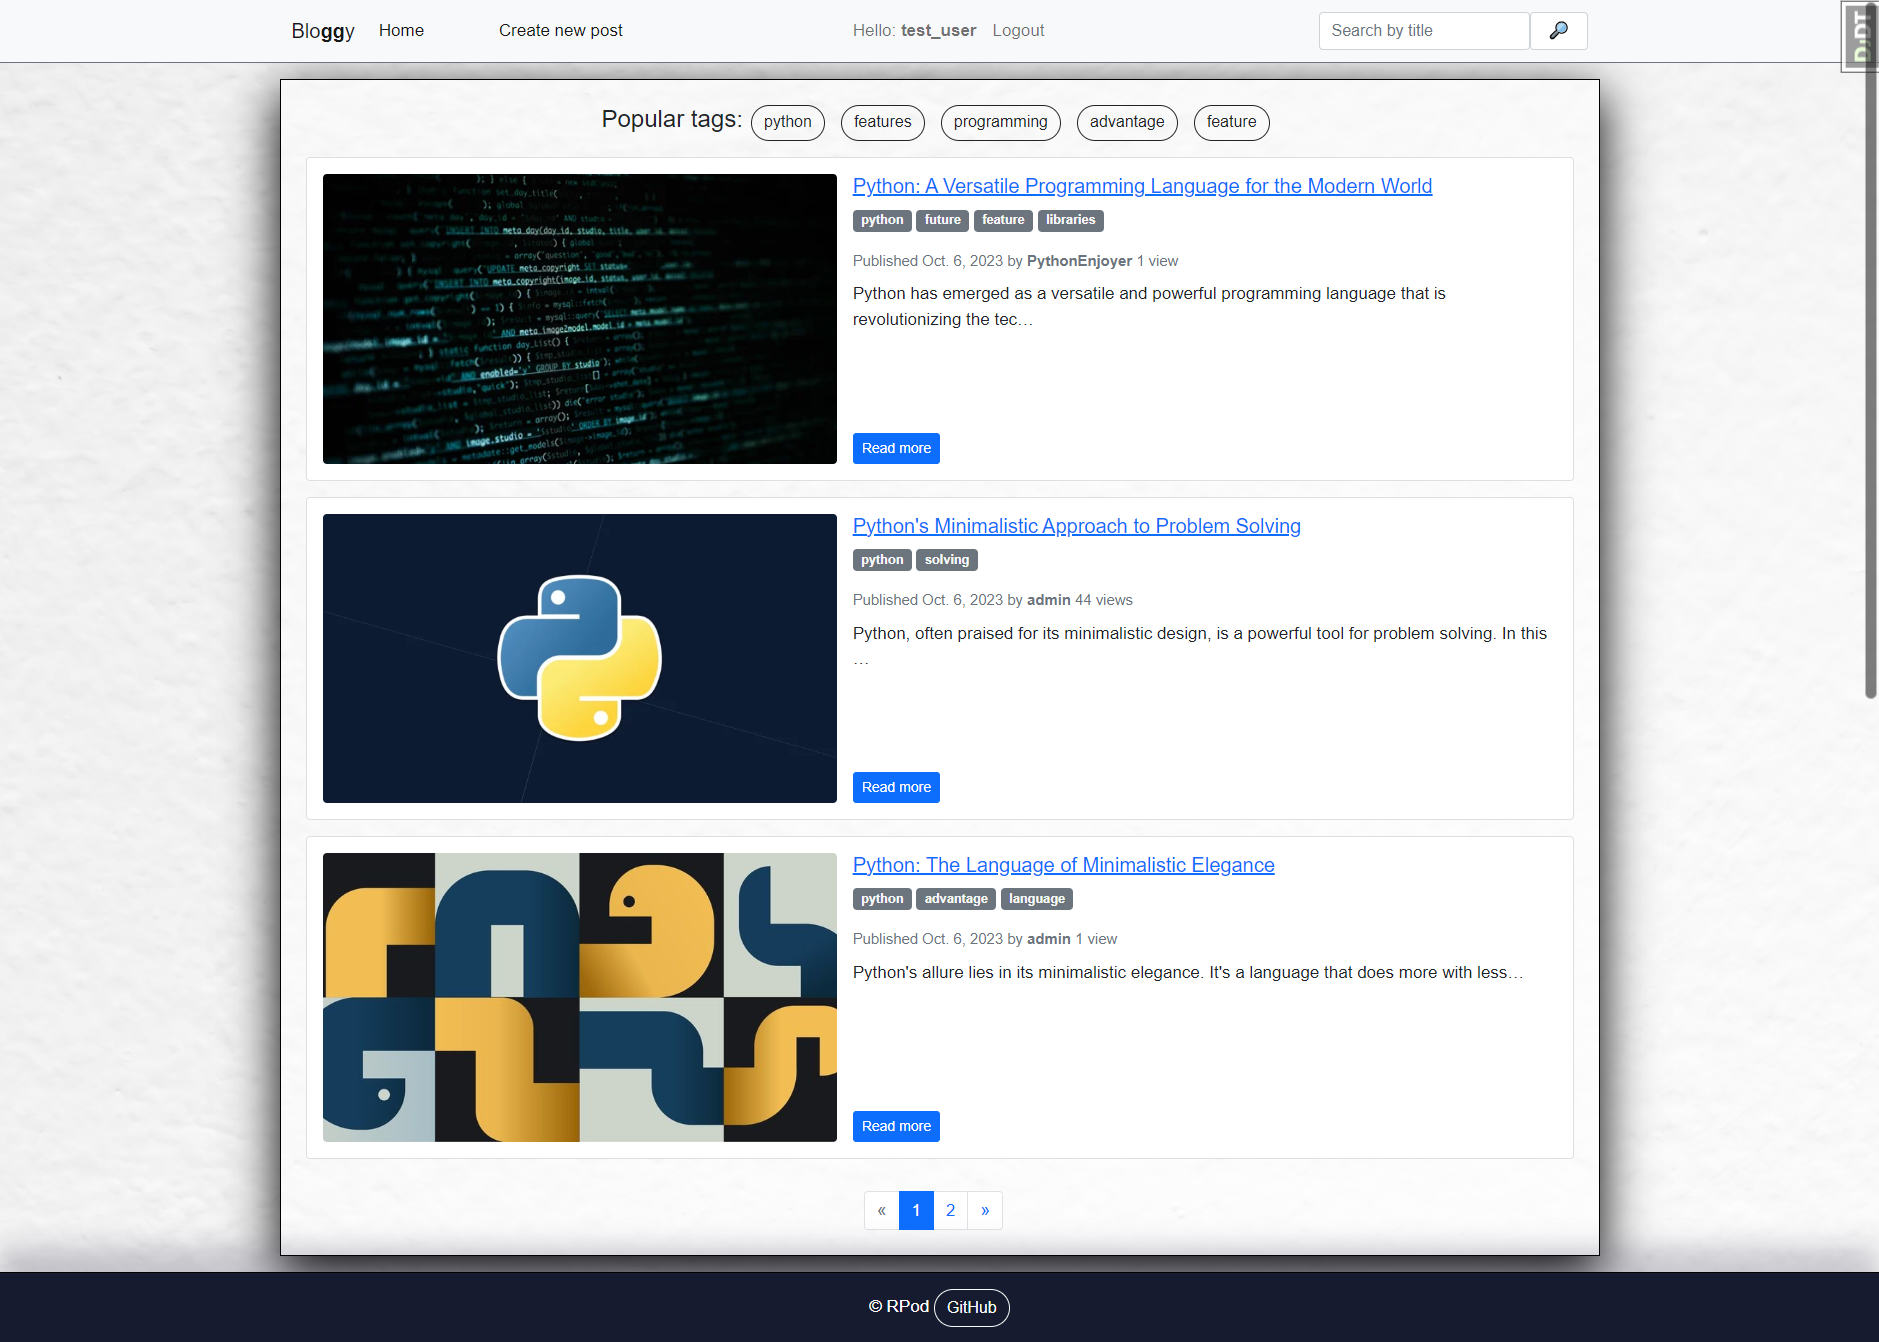 Bloggy Home Create new post Hello: test_user Logout Search by title
DjDT
Popular tags: python features programming advantage feature
Python: A Versatile Programming Language for the Modern World
python future feature libraries
Published Oct. 6, 2023 by PythonEnjoyer 1 view
Python has emerged as a versatile and powerful programming language that is
revolutionizing the tec…
Read more
Python's Minimalistic Approach to Problem Solving
python solving
Published Oct. 6, 2023 by admin 44 views
Python, often praised for its minimalistic design, is a powerful tool for problem solving. In this
…
Read more
Python: The Language of Minimalistic Elegance
python advantage language
Published Oct. 6, 2023 by admin 1 view
Python's allure lies in its minimalistic elegance. It's a language that does more with less…
Read more
« 1 2 »
© RPod GitHub